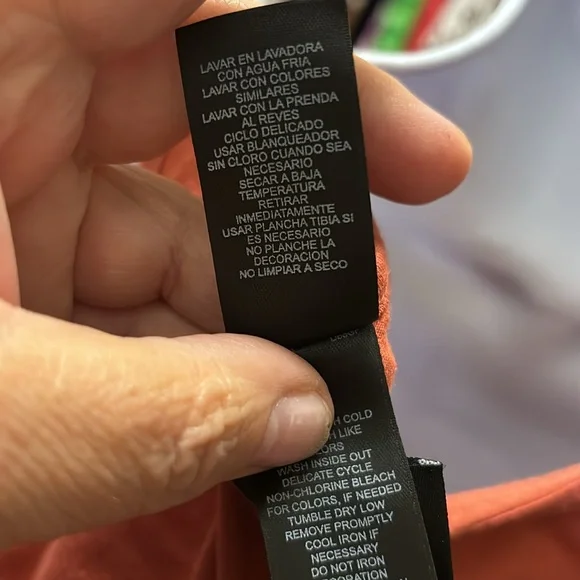 LAVAR EN LAVADORA
CON AGUA FRIA
LAVAR CON COLORES
SIMILARES
LAVAR CON LA PRENDA
AL REVES
CICLO DELICADO
USAR BLANQUEADOR
SIN CLORO CUANDO SEA
NECESARIO
SECAR A BAJA
TEMPERATURA
RETIRAR
INMEDIATAMENTE
USAR PLANCHA TIBIA SI
ES NECESARIO
NO PLANCHE LA
DECORACION
NO LIMPIAR A SECO
COLD
LIKE
WASH INSIDE OUT
DELICATE CYCLE
NON-CHLORINE BLEACH
FOR COLORS, IF NEEDED
TUMBLE DRY LOW
REMOVE PROMPTLY
COOL IRON IF
NECESSARY
DO NOT IRON